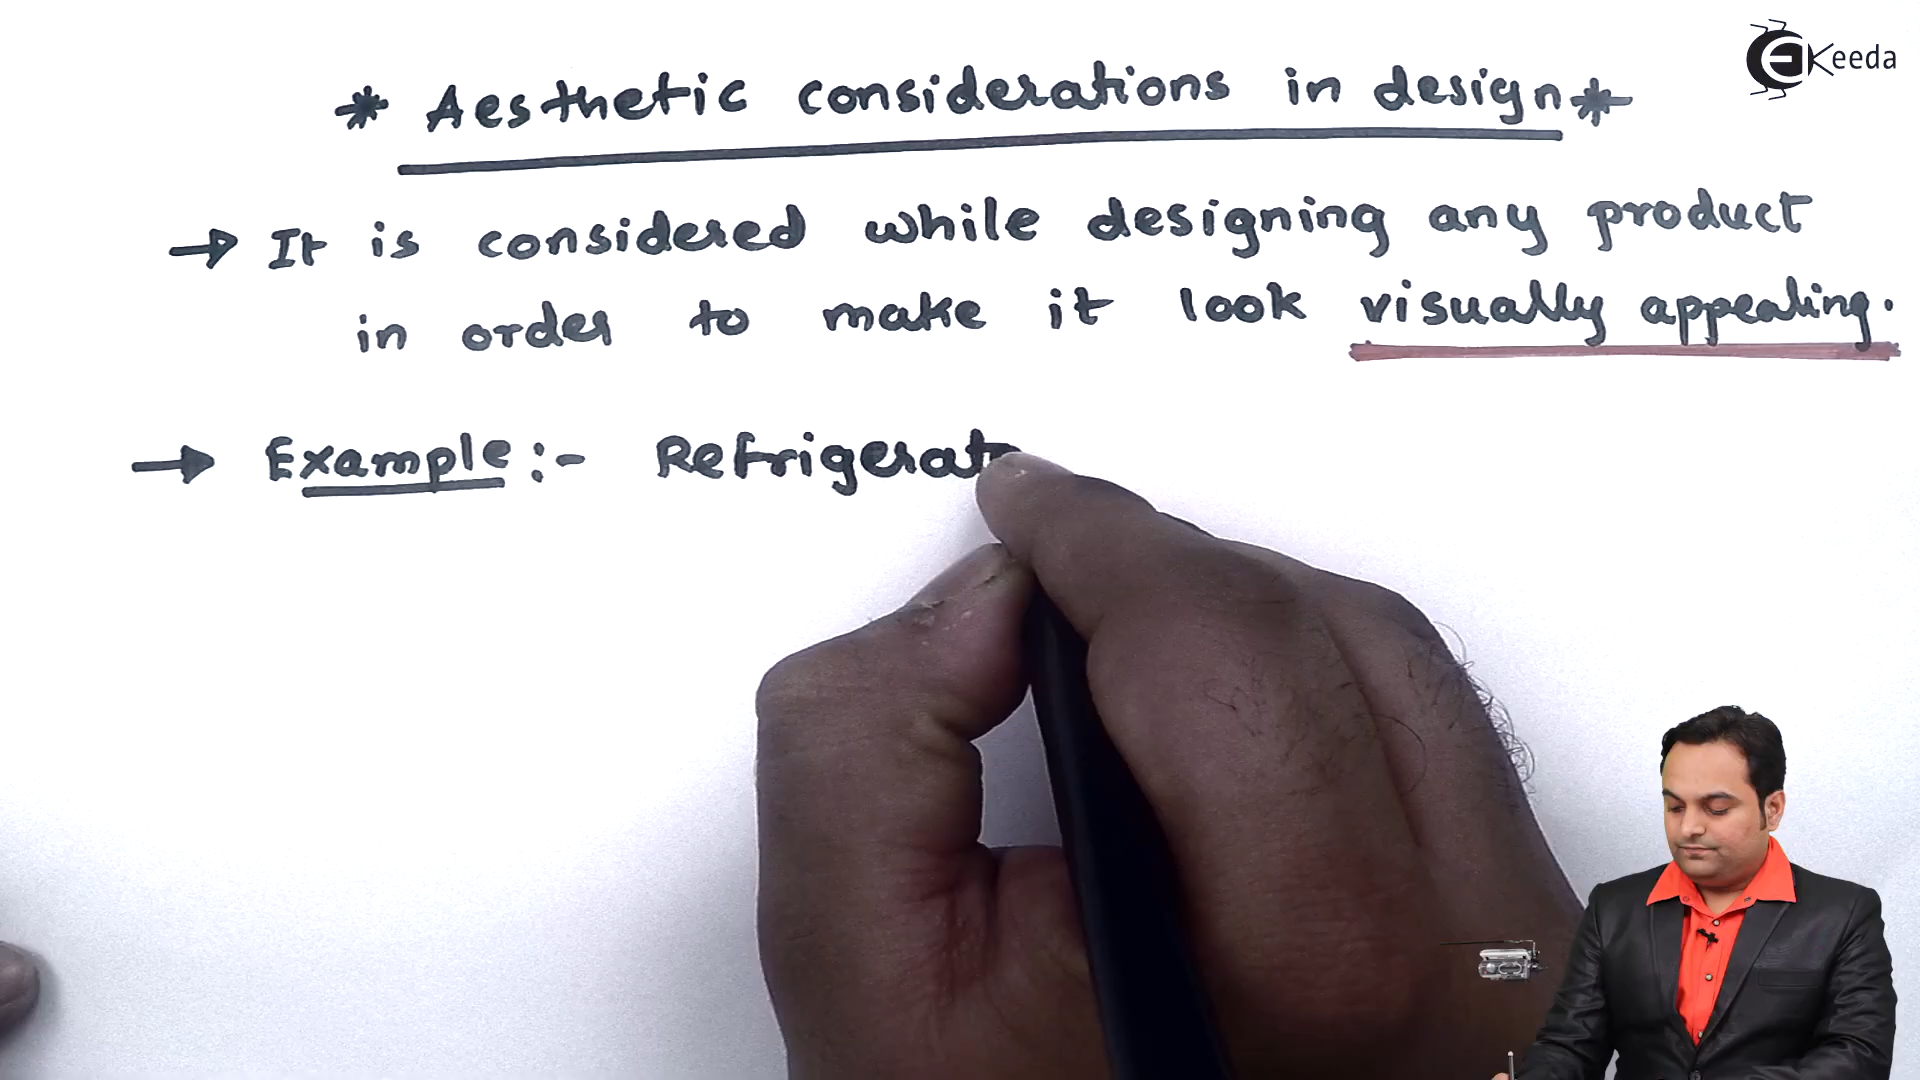 * Aesthetic considerations in design *
Keeda
→ It is considered while designing any product
in order to make it look visually appealing.
→ Example :- Refrigerat